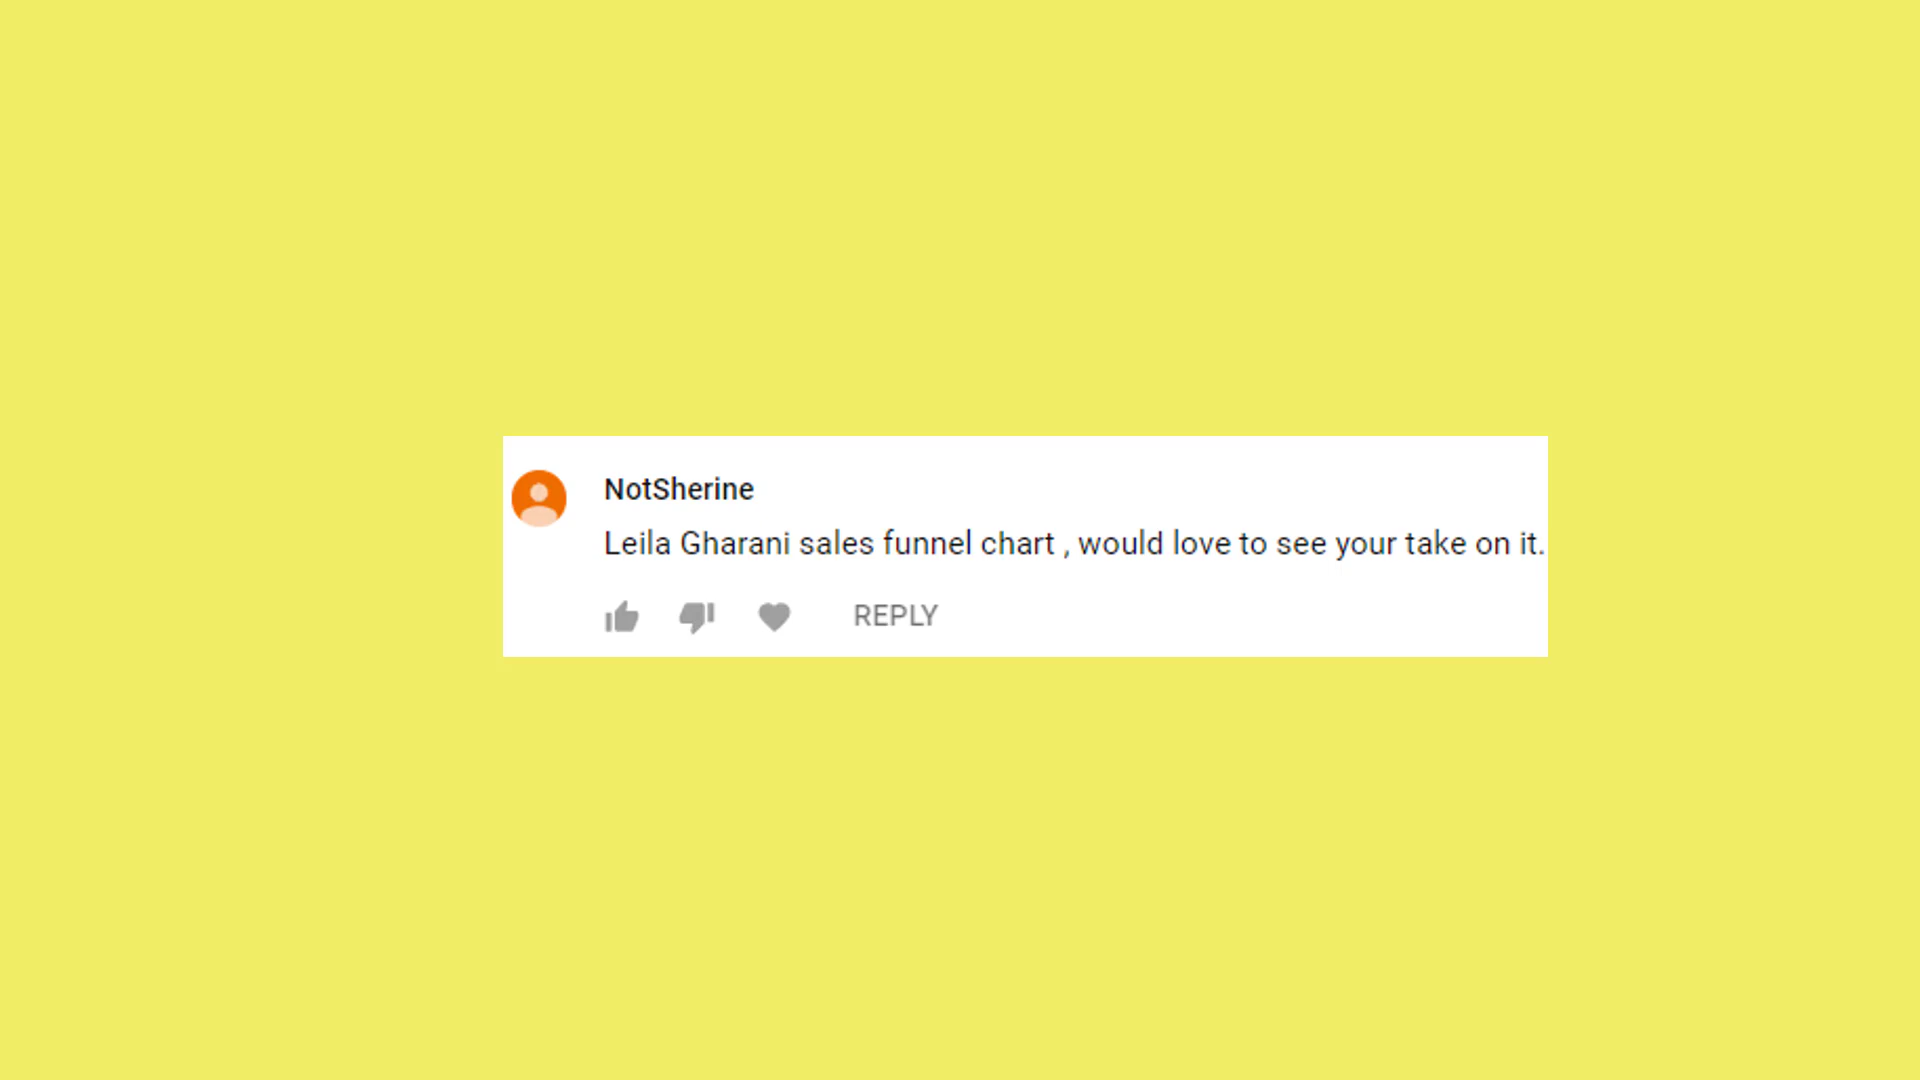 NotSherine
Leila Gharani sales funnel chart , would love to see your take on it.
REPLY